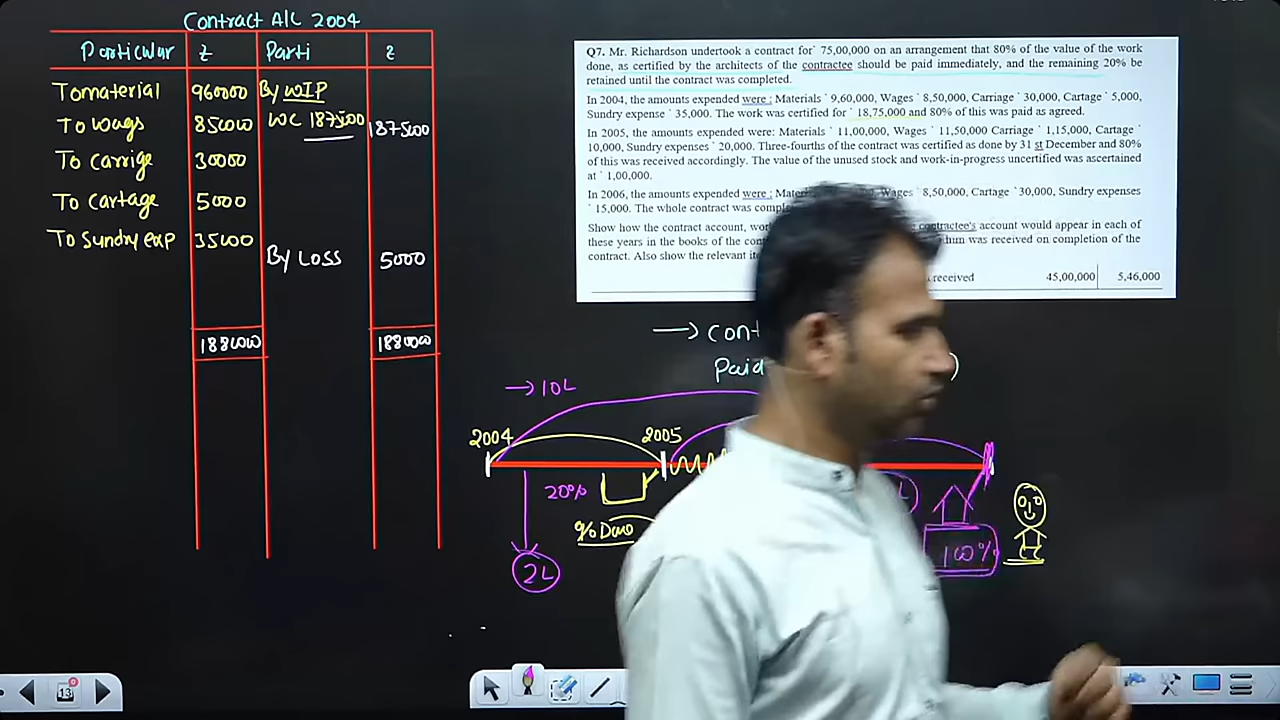 Contract A/C 2004
Particular ₹ Parti ₹
To material 960000 By WIP
To wags 850000 WC 1875000 1875000
To carrige 30000
To Cartage 5000
To Sundry exp 35000
By Loss 5000
1880000 1880000
Q7. Mr. Richardson undertook a contract for` 75,00,000 on an arrangement that 80% of the value of the work
done, as certified by the architects of the contractee should be paid immediately, and the remaining 20% be
retained until the contract was completed.
In 2004, the amounts expended were : Materials ` 9,60,000, Wages ` 8,50,000, Carriage ` 30,000, Cartage ` 5,000,
Sundry expense ` 35,000. The work was certified for ` 18,75,000 and 80% of this was paid as agreed.
In 2005, the amounts expended were: Materials ` 11,00,000, Wages ` 11,50,000 Carriage ` 1,15,000, Cartage `
10,000, Sundry expenses ` 20,000. Three-fourths of the contract was certified as done by 31 st December and 80%
of this was received accordingly. The value of the unused stock and work-in-progress uncertified was ascertained
at ` 1,00,000.
In 2006, the amounts expended were : Wages ` 8,50,000, Cartage ` 30,000, Sundry expenses
` 15,000. The whole contract was
Show how the contract account, contractee's account would appear in each of
these years in the books of the was received on completion of the
contract. Also show the relevant
received 45,00,000 5,46,000
→ cont
Paid )
→ 10L
2004 2005
20%
% Done
2L
100%
13